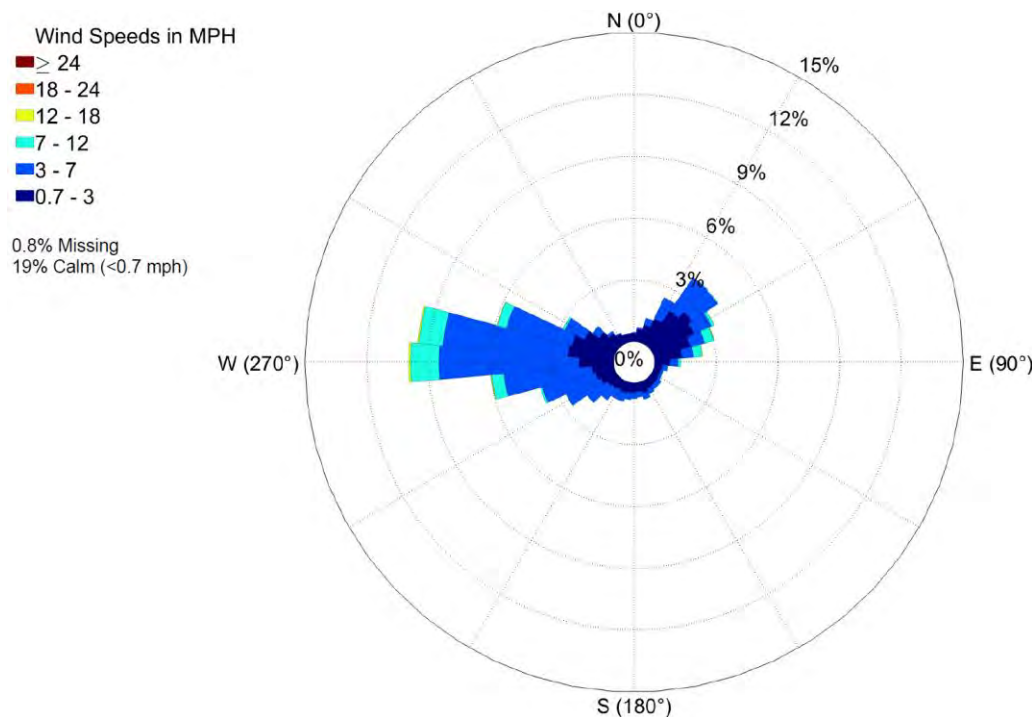 Wind Speeds in MPH
≥ 24
18 - 24
12 - 18
7 - 12
3 - 7
0.7 - 3
0.8% Missing
19% Calm (<0.7 mph)
N (0°)
15%
12%
9%
6%
3%
0%
W (270°)
E (90°)
S (180°)